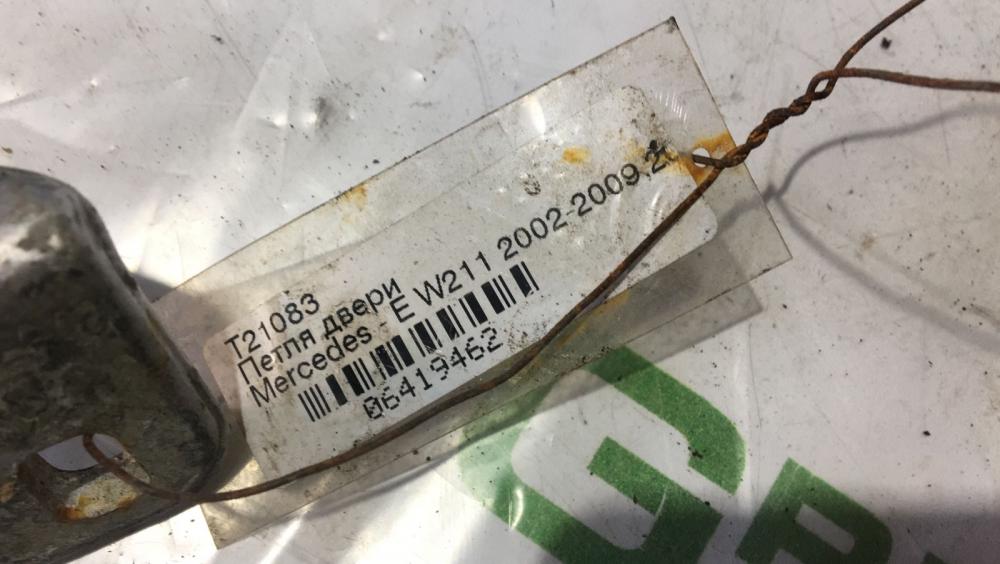 T21083
Петля двери
Mercedes - E W211 2002-2009.2
06419462